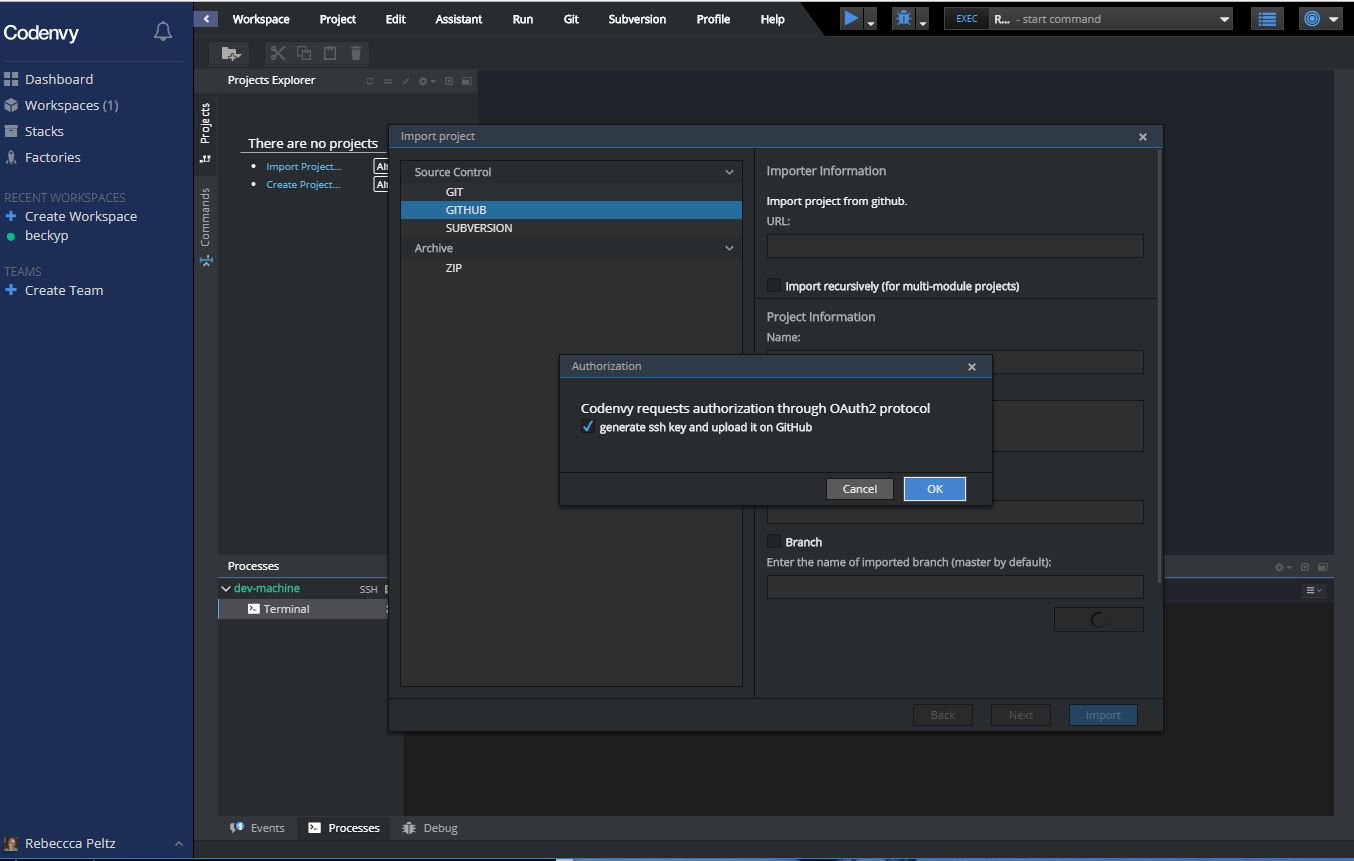 Codenvy
Dashboard
Workspaces (1)
Stacks
Factories
RECENT WORKSPACES
Create Workspace
beckyp
TEAMS
Create Team
Rebeccca Peltz
Workspace Project Edit Assistant Run Git Subversion Profile Help
EXEC R... - start command
Projects Explorer
Projects
Commands
There are no projects
Import Project... Alt
Create Project... Alt
Import project
Source Control
GIT
GITHUB
SUBVERSION
Archive
ZIP
Importer Information
Import project from github.
URL:
Import recursively (for multi-module projects)
Project Information
Name:
Authorization
Codenvy requests authorization through OAuth2 protocol
generate ssh key and upload it on GitHub
Cancel OK
Branch
Enter the name of imported branch (master by default):
Back Next Import
Processes
dev-machine SSH
Terminal
Events Processes Debug